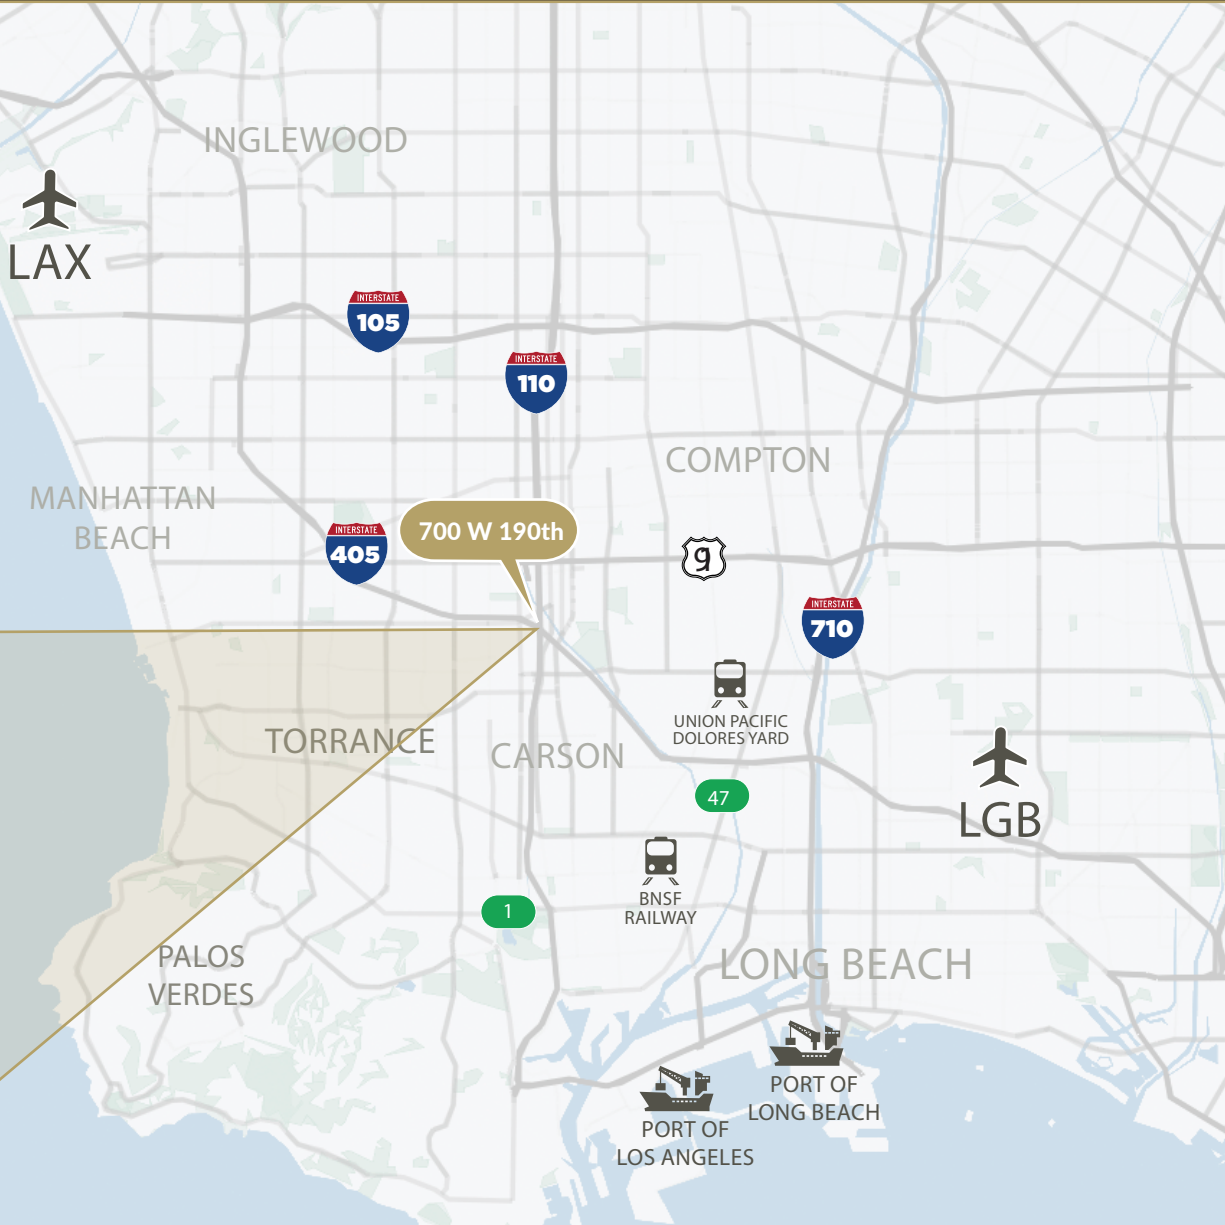 INGLEWOOD
LAX
INTERSTATE
105
INTERSTATE
110
COMPTON
MANHATTAN
BEACH
INTERSTATE
405
700 W 190th
9
INTERSTATE
710
UNION PACIFIC
DOLORES YARD
TORRANCE
CARSON
47
LGB
BNSF
RAILWAY
1
PALOS
VERDES
LONG BEACH
PORT OF
LONG BEACH
PORT OF
LOS ANGELES